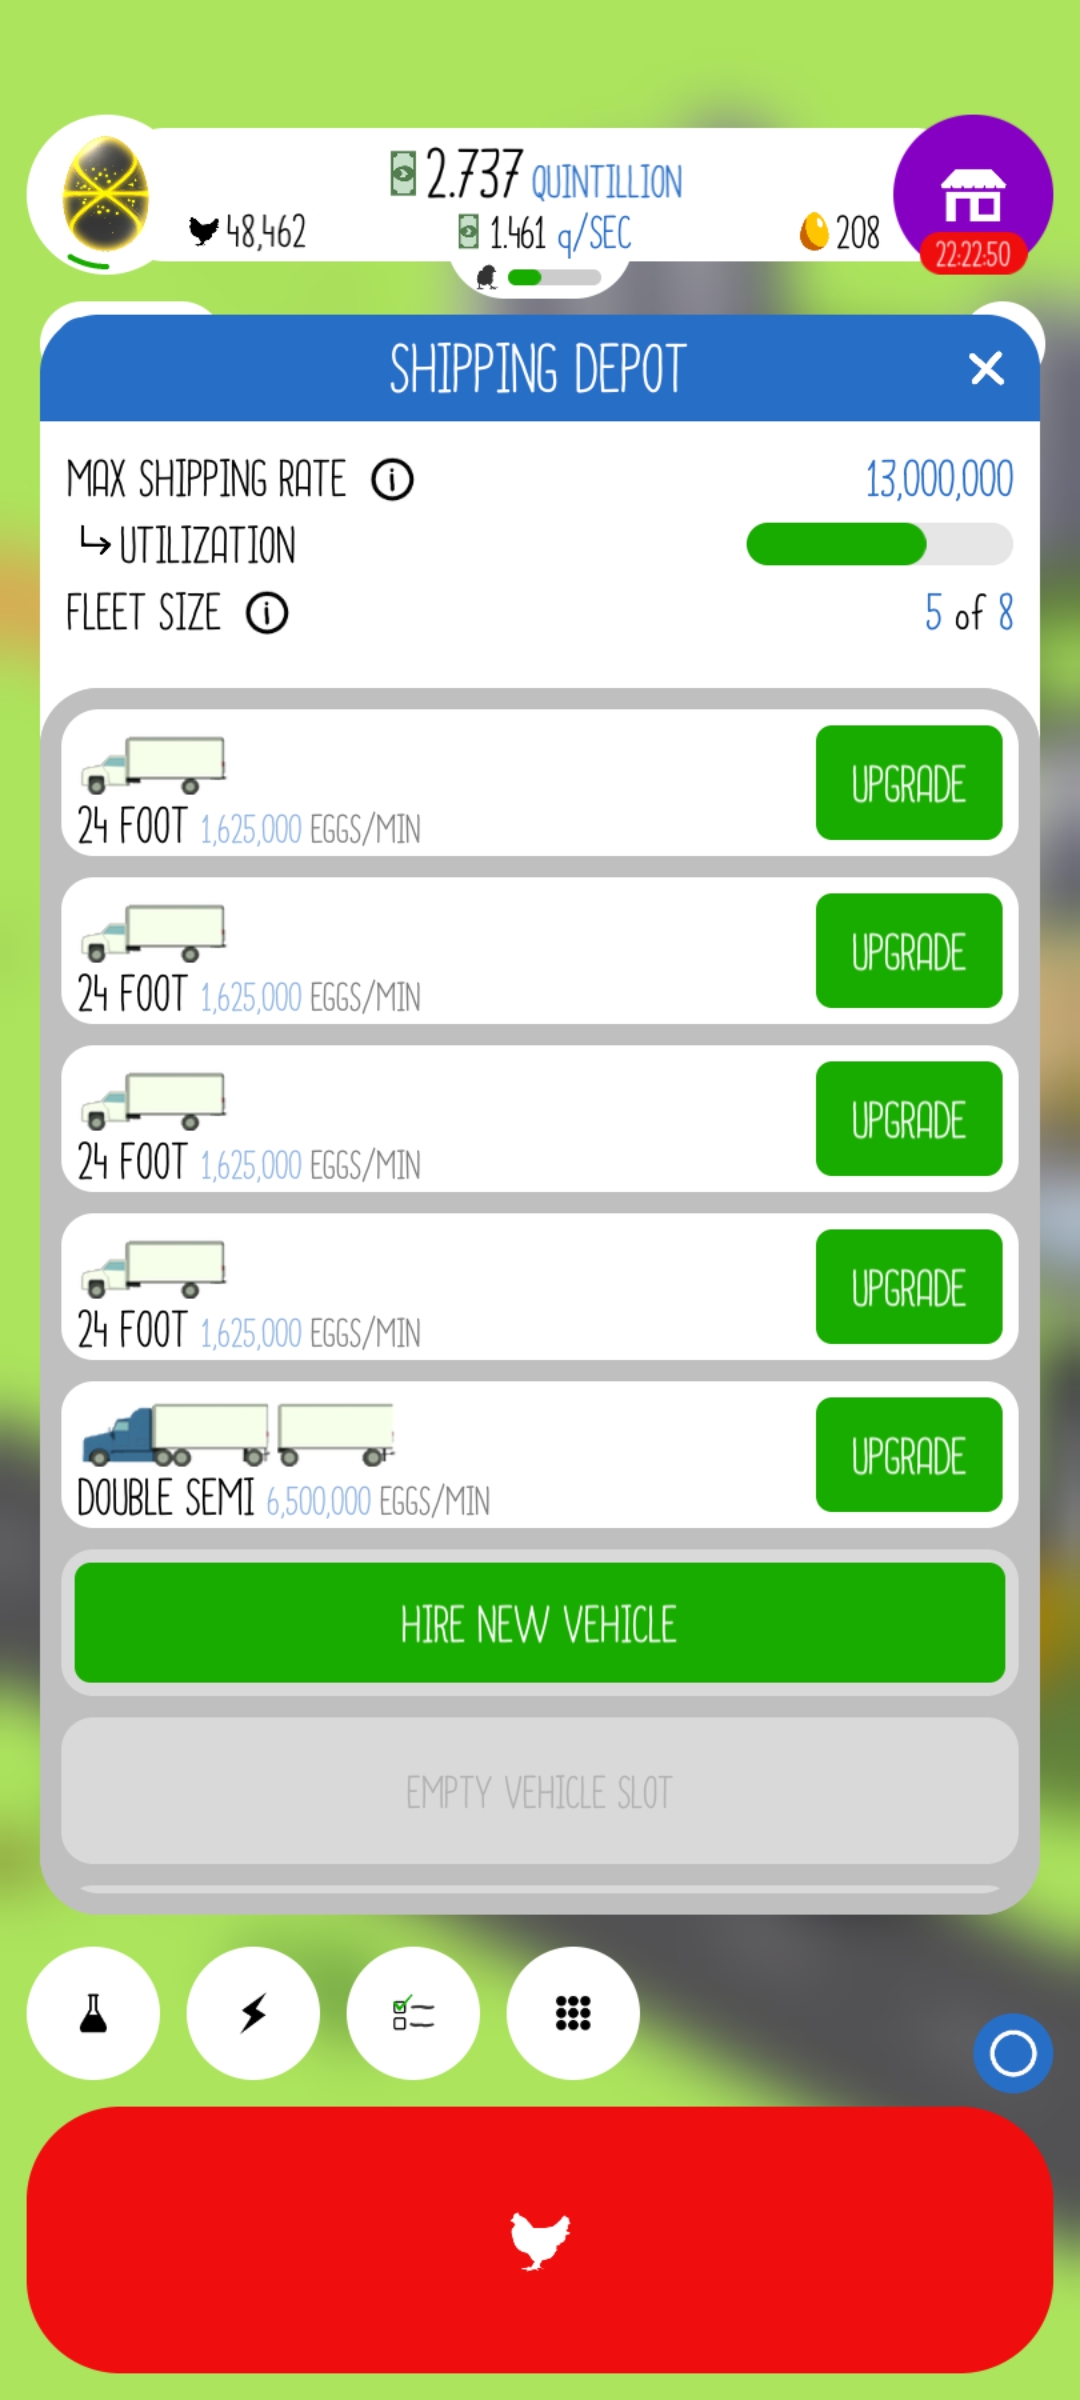 2.737 QUINTILLION
48,462 1.461 q/SEC 208
22:22:50
SHIPPING DEPOT
MAX SHIPPING RATE 13,000,000
UTILIZATION
FLEET SIZE 5 of 8
UPGRADE
24 FOOT 1,625,000 EGGS/MIN
UPGRADE
24 FOOT 1,625,000 EGGS/MIN
UPGRADE
24 FOOT 1,625,000 EGGS/MIN
UPGRADE
24 FOOT 1,625,000 EGGS/MIN
UPGRADE
DOUBLE SEMI 6,500,000 EGGS/MIN
HIRE NEW VEHICLE
EMPTY VEHICLE SLOT